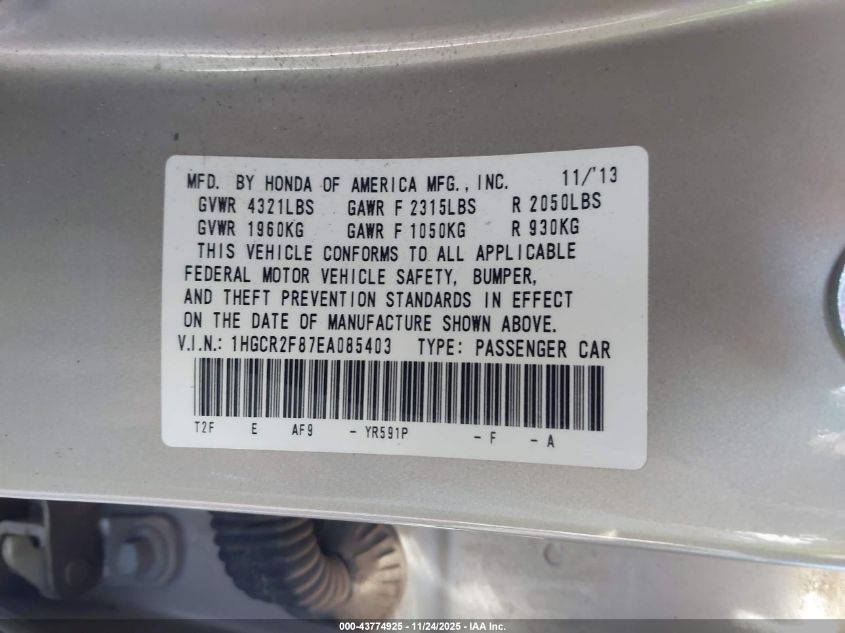 MFD. BY HONDA OF AMERICA MFG., INC. 11/'13
GVWR 4321LBS GAWR F 2315LBS R 2050LBS
GVWR 1960KG GAWR F 1050KG R 930KG
THIS VEHICLE CONFORMS TO ALL APPLICABLE
FEDERAL MOTOR VEHICLE SAFETY, BUMPER,
AND THEFT PREVENTION STANDARDS IN EFFECT
ON THE DATE OF MANUFACTURE SHOWN ABOVE.
V.I.N.: 1HGCR2F87EA085403 TYPE: PASSENGER CAR
T2F E AF9 - YR591P - F - A
000-43774925 - 11/24/2025 - IAA Inc.